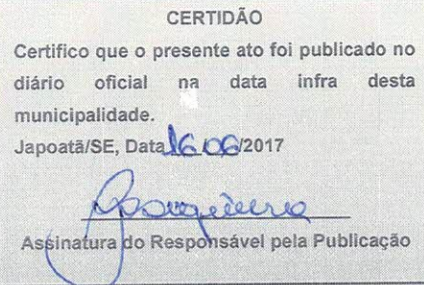 CERTIDÃO
Certifico que o presente ato foi publicado no
diário oficial na data infra desta
municipalidade.
Japoatã/SE, Data 16.06/2017
Assinatura do Responsável pela Publicação